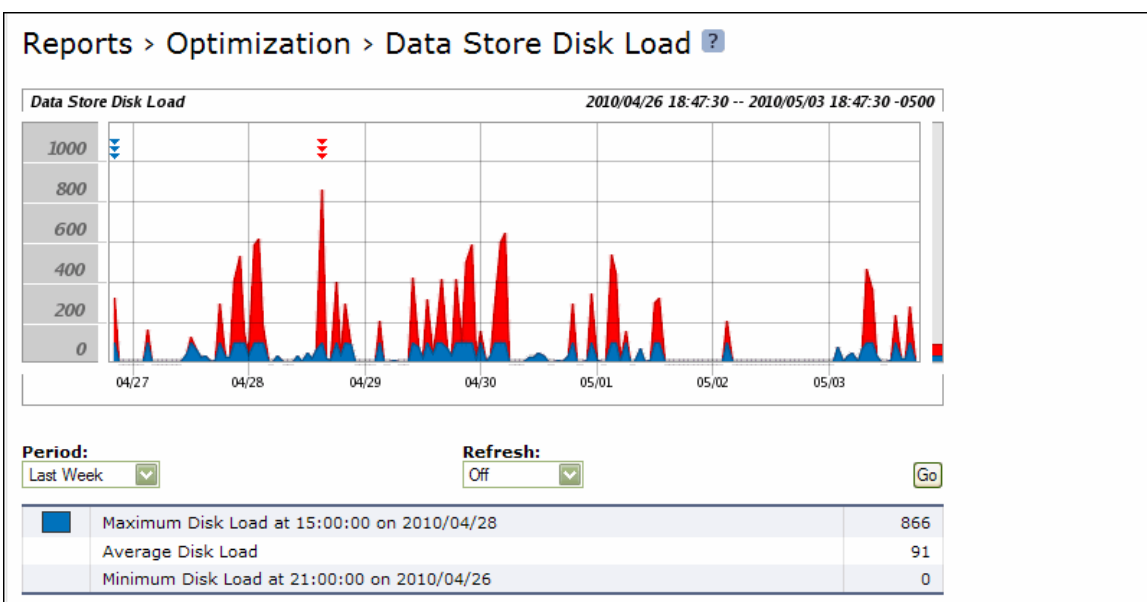 Reports > Optimization > Data Store Disk Load ?
Data Store Disk Load 2010/04/26 18:47:30 -- 2010/05/03 18:47:30 -0500
1000
800
600
400
200
0
04/27 04/28 04/29 04/30 05/01 05/02 05/03
Period: Refresh:
Last Week Off Go
Maximum Disk Load at 15:00:00 on 2010/04/28 866
Average Disk Load 91
Minimum Disk Load at 21:00:00 on 2010/04/26 0